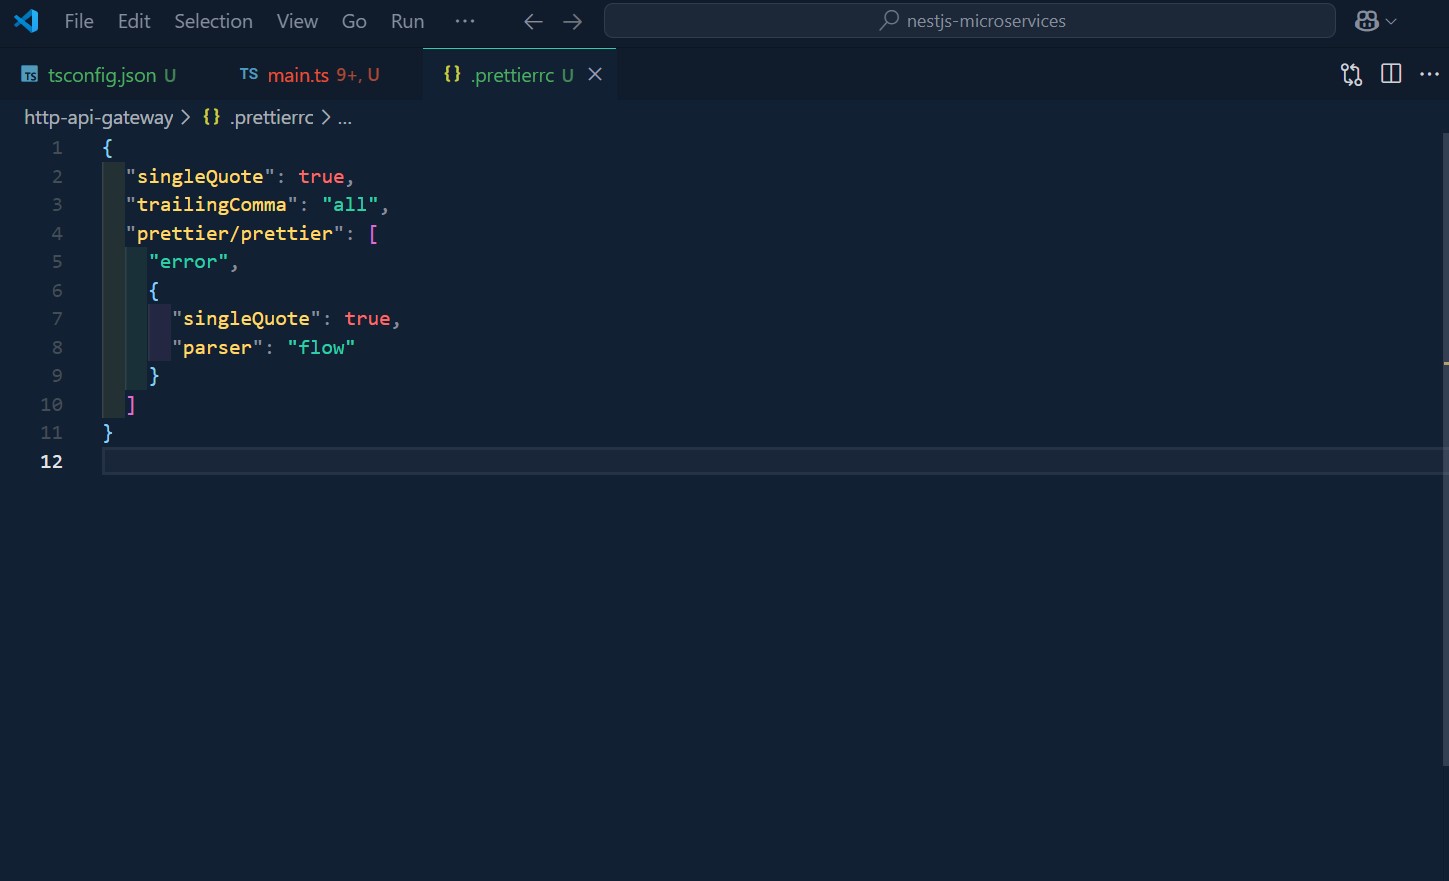 File Edit Selection View Go Run ··· ← → nestjs-microservices
TS tsconfig.json U TS main.ts 9+, U {} .prettierrc U
http-api-gateway > {} .prettierrc > ...
1 {
2 "singleQuote": true,
3 "trailingComma": "all",
4 "prettier/prettier": [
5 "error",
6 {
7 "singleQuote": true,
8 "parser": "flow"
9 }
10 ]
11 }
12